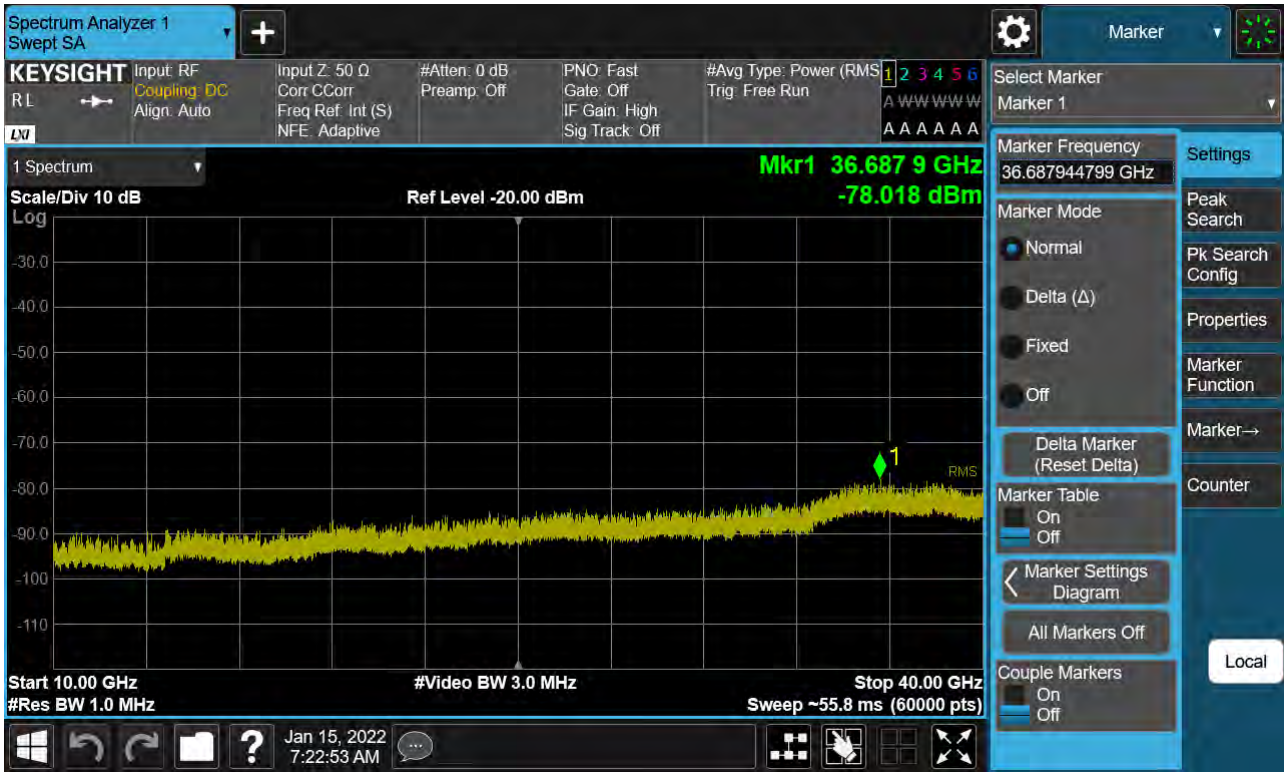 Spectrum Analyzer 1
Swept SA
+
Marker
KEYSIGHT
RL
LXI
Input: RF
Coupling: DC
Align: Auto
Input Z: 50 Ω
Corr CCorr
Freq Ref: Int (S)
NFE: Adaptive
#Atten: 0 dB
Preamp: Off
PNO: Fast
Gate: Off
IF Gain: High
Sig Track: Off
#Avg Type: Power (RMS
Trig: Free Run
1 2 3 4 5 6
A W W W W W
A A A A A A
Select Marker
Marker 1
1 Spectrum
Mkr1 36.687 9 GHz
-78.018 dBm
Scale/Div 10 dB
Ref Level -20.00 dBm
Log
-30.0
-40.0
-50.0
-60.0
-70.0
-80.0
-90.0
-100
-110
1
RMS
Start 10.00 GHz
#Video BW 3.0 MHz
Stop 40.00 GHz
#Res BW 1.0 MHz
Sweep ~55.8 ms (60000 pts)
Marker Frequency
36.687944799 GHz
Marker Mode
Normal
Delta (Δ)
Fixed
Off
Delta Marker
(Reset Delta)
Marker Table
On
Off
Marker Settings
Diagram
All Markers Off
Couple Markers
On
Off
Settings
Peak
Search
Pk Search
Config
Properties
Marker
Function
Marker→
Counter
Local
?
Jan 15, 2022
7:22:53 AM